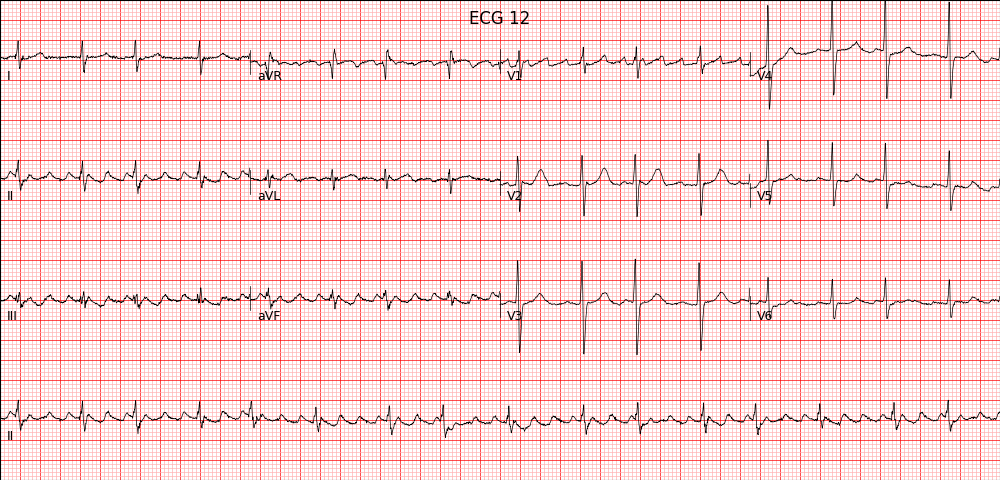 ECG 12
I aVR V1 V4
II aVL V2 V5
III aVF V3 V6
II